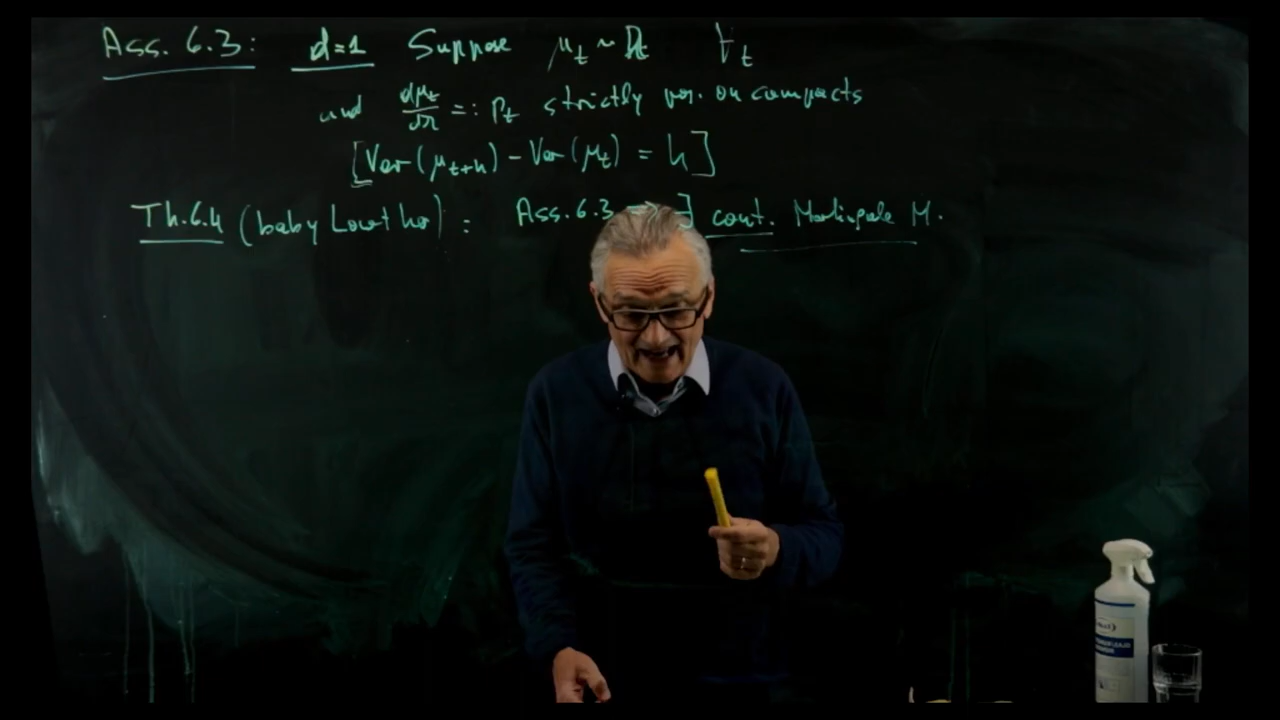 Ass. 6.3: d=1 Suppose μ_t ~ ∀_t
and dμ_t/dλ =: p_t strictly pos. on compacts
[Var(μ_{t+h}) - Var(μ_t) = h]
Th. 6.4 (baby Lowther): Ass. 6.3 ⇒ ∃ cont. Martingale M.